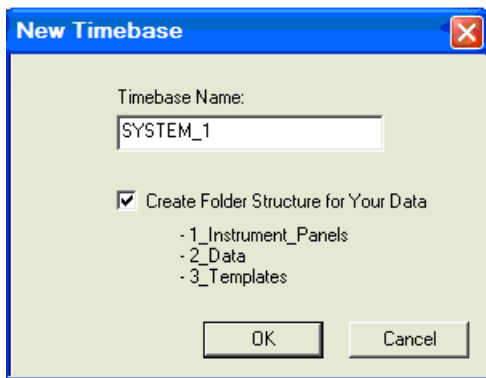 New Timebase
Timebase Name:
SYSTEM_1
Create Folder Structure for Your Data
- 1_Instrument_Panels
- 2_Data
- 3_Templates
OK Cancel